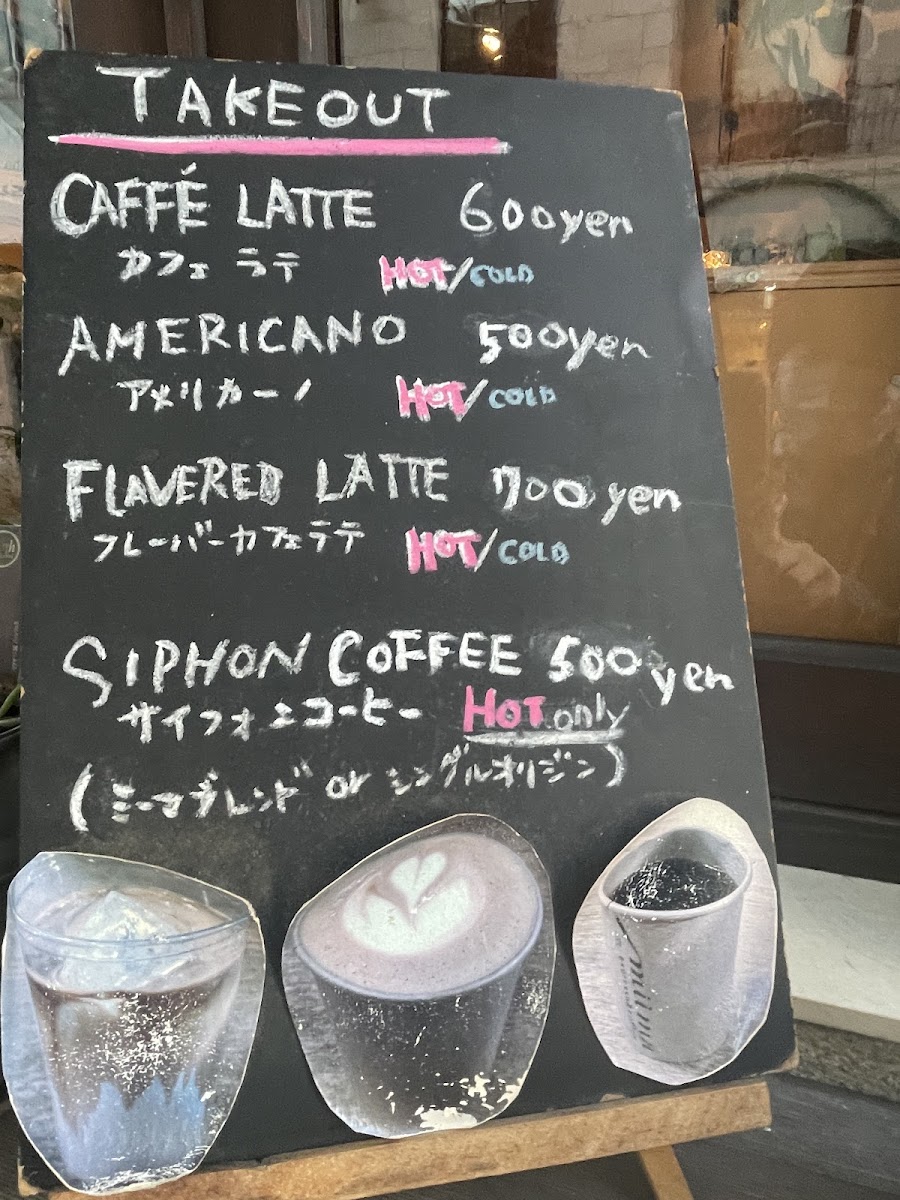 TAKEOUT
CAFFÉ LATTE 600yen
カフェ ラテ HOT/COLD
AMERICANO 500yen
アメリカーノ HOT/COLD
FLAVERED LATTE 700yen
フレーバーカフェラテ HOT/COLD
SIPHON COFFEE 500yen
サイフォンコーヒー HOT only
(ミーマブレンド or シングルオリジン)
miima